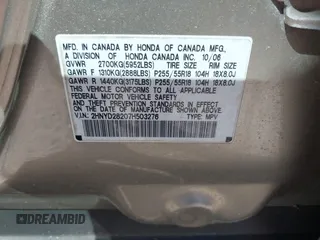 MFD. IN CANADA BY HONDA OF CANADA MFG.,
A DIVISION OF HONDA CANADA INC. 10/06
GVWR 2700KG(5952LBS) TIRE SIZE RIM SIZE
GAWR F 1310KG(2888LBS) P255/55R18 104H 18X8.0J
GAWR R 1440KG(3175LBS) P255/55R18 104H 18X8.0J
THIS VEHICLE CONFORMS TO ALL APPLICABLE
FEDERAL MOTOR VEHICLE SAFETY STANDARDS
IN EFFECT ON THE DATE OF MANUFACTURE
SHOWN ABOVE.
V.I.N.: 2HNYD28207H503276 TYPE: MPV
DREAMBID